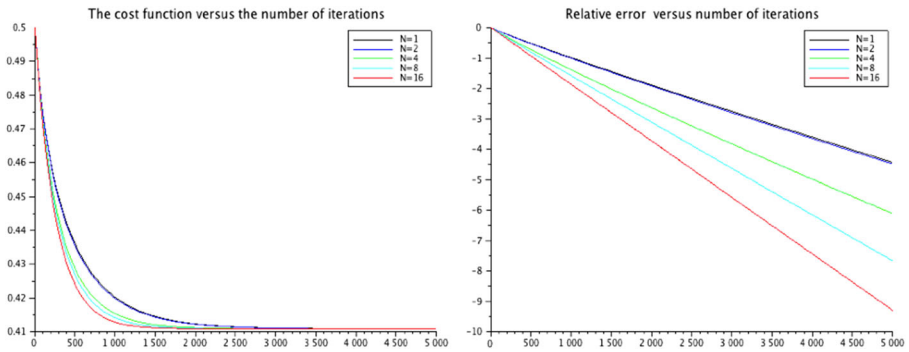 The cost function versus the number of iterations
0.5
0.49
0.48
0.47
0.46
0.45
0.44
0.43
0.42
0.41
0 500 1 000 1 500 2 000 2 500 3 000 3 500 4 000 4 500 5 000
N=1
N=2
N=4
N=8
N=16
Relative error versus number of iterations
0
-1
-2
-3
-4
-5
-6
-7
-8
-9
-10
0 500 1 000 1 500 2 000 2 500 3 000 3 500 4 000 4 500 5 000
N=1
N=2
N=4
N=8
N=16